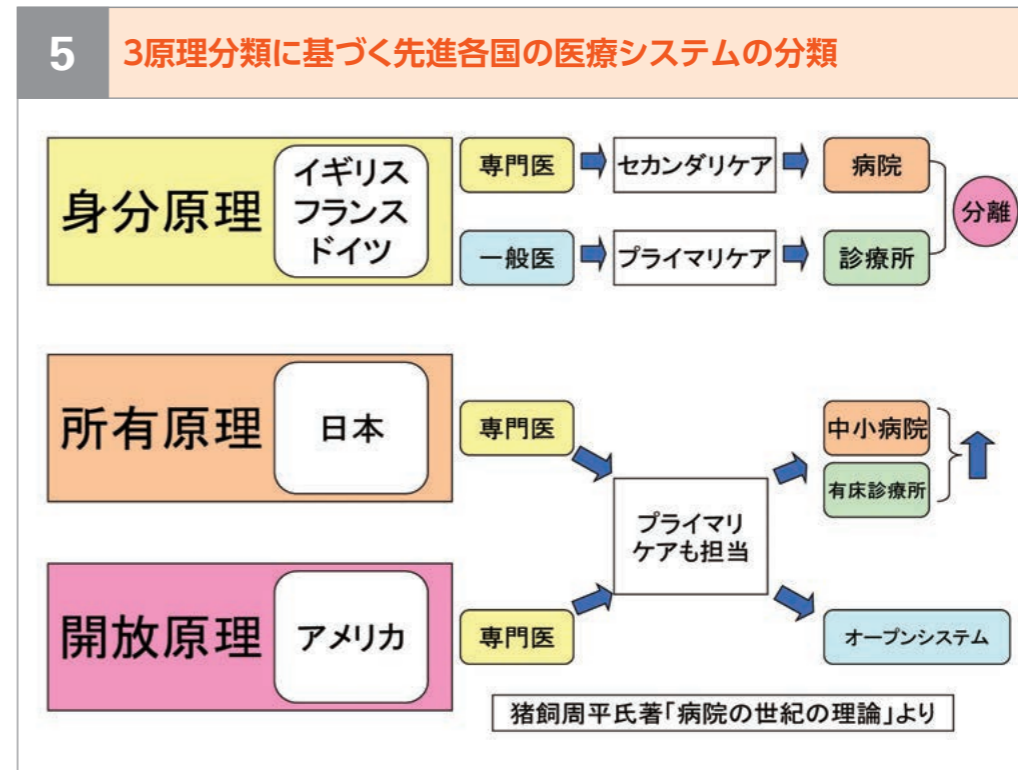 5
3原理分類に基づく先進各国の医療システムの分類
身分原理
イギリス
フランス
ドイツ
専門医
セカンダリケア
病院
一般医
プライマリケア
診療所
分離
所有原理
日本
専門医
中小病院
有床診療所
プライマリ
ケアも担当
開放原理
アメリカ
専門医
オープンシステム
猪飼周平氏著「病院の世紀の理論」より